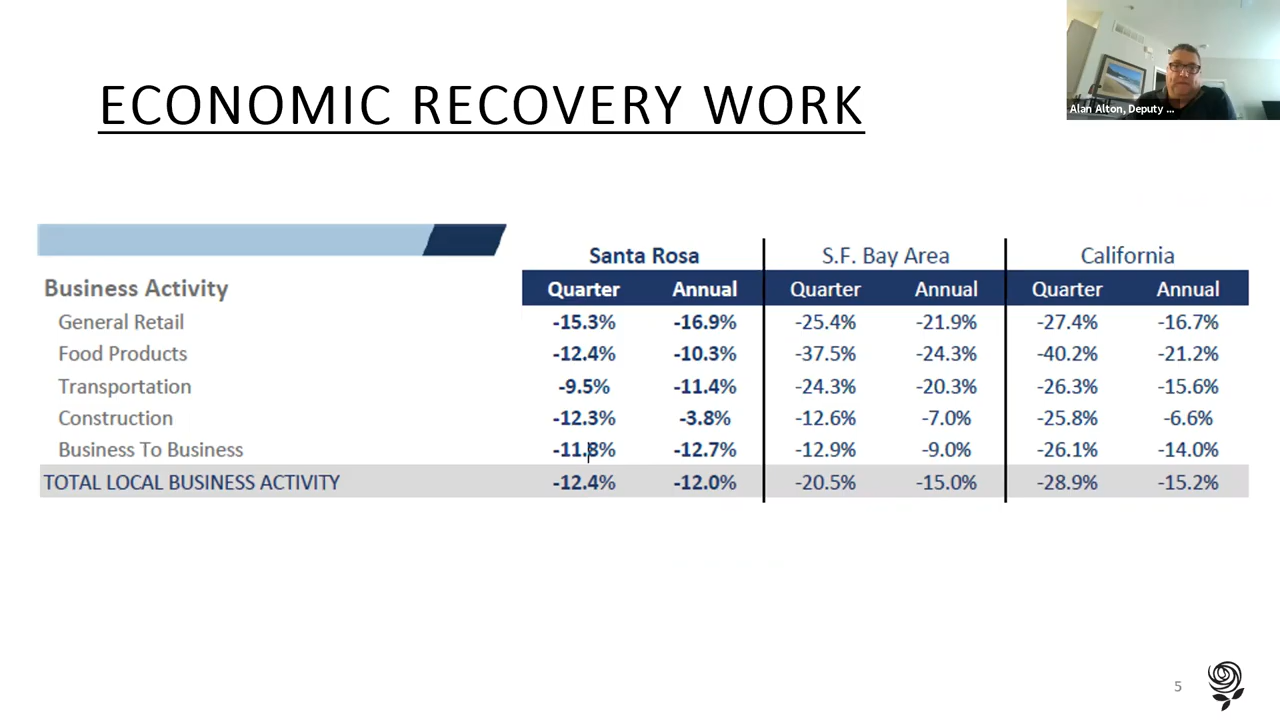 Alan Alton, Deputy ...
ECONOMIC RECOVERY WORK
Santa Rosa S.F. Bay Area California
Business Activity Quarter Annual Quarter Annual Quarter Annual
General Retail -15.3% -16.9% -25.4% -21.9% -27.4% -16.7%
Food Products -12.4% -10.3% -37.5% -24.3% -40.2% -21.2%
Transportation -9.5% -11.4% -24.3% -20.3% -26.3% -15.6%
Construction -12.3% -3.8% -12.6% -7.0% -25.8% -6.6%
Business To Business -11.8% -12.7% -12.9% -9.0% -26.1% -14.0%
TOTAL LOCAL BUSINESS ACTIVITY -12.4% -12.0% -20.5% -15.0% -28.9% -15.2%
5